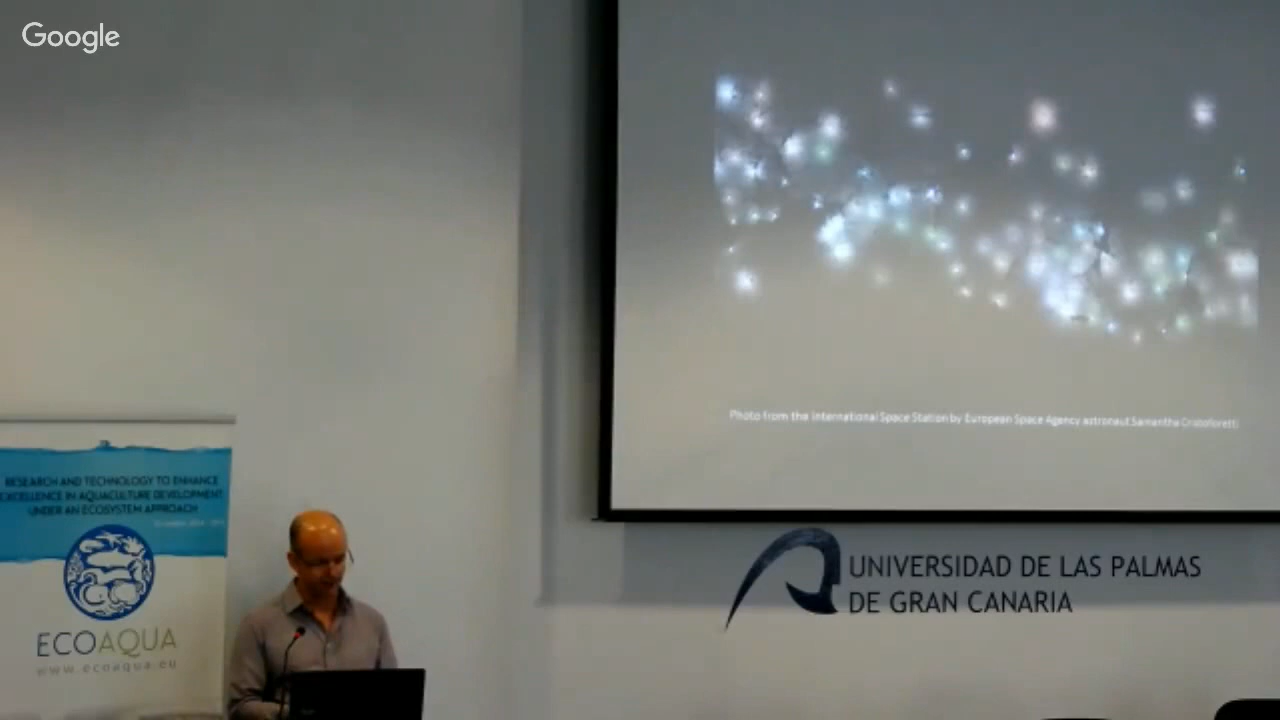 Google
Photo from the International Space Station by European Space Agency astronaut Samantha Cristoforetti
RESEARCH AND TECHNOLOGY TO ENHANCE
EXCELLENCE IN AQUACULTURE DEVELOPMENT
UNDER AN ECOSYSTEM APPROACH
ECOAQUA
www.ecoaqua.eu
UNIVERSIDAD DE LAS PALMAS
DE GRAN CANARIA